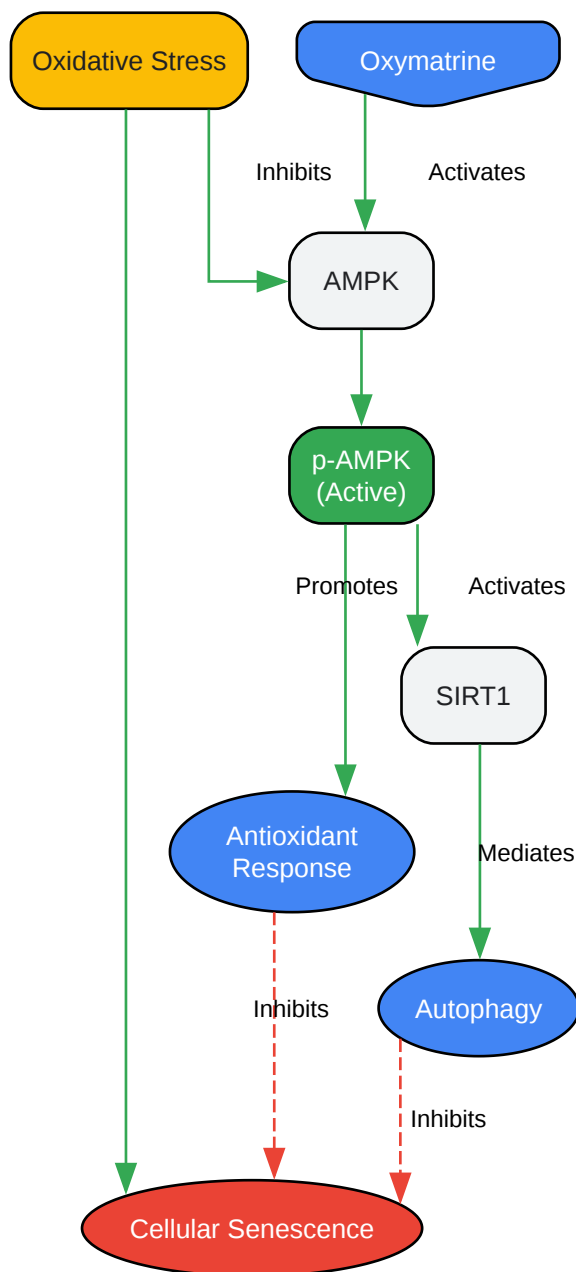 Oxidative Stress
Oxymatrine
Inhibits
Activates
AMPK
p-AMPK
(Active)
Promotes
Activates
SIRT1
Antioxidant
Response
Mediates
Inhibits
Autophagy
Inhibits
Cellular Senescence